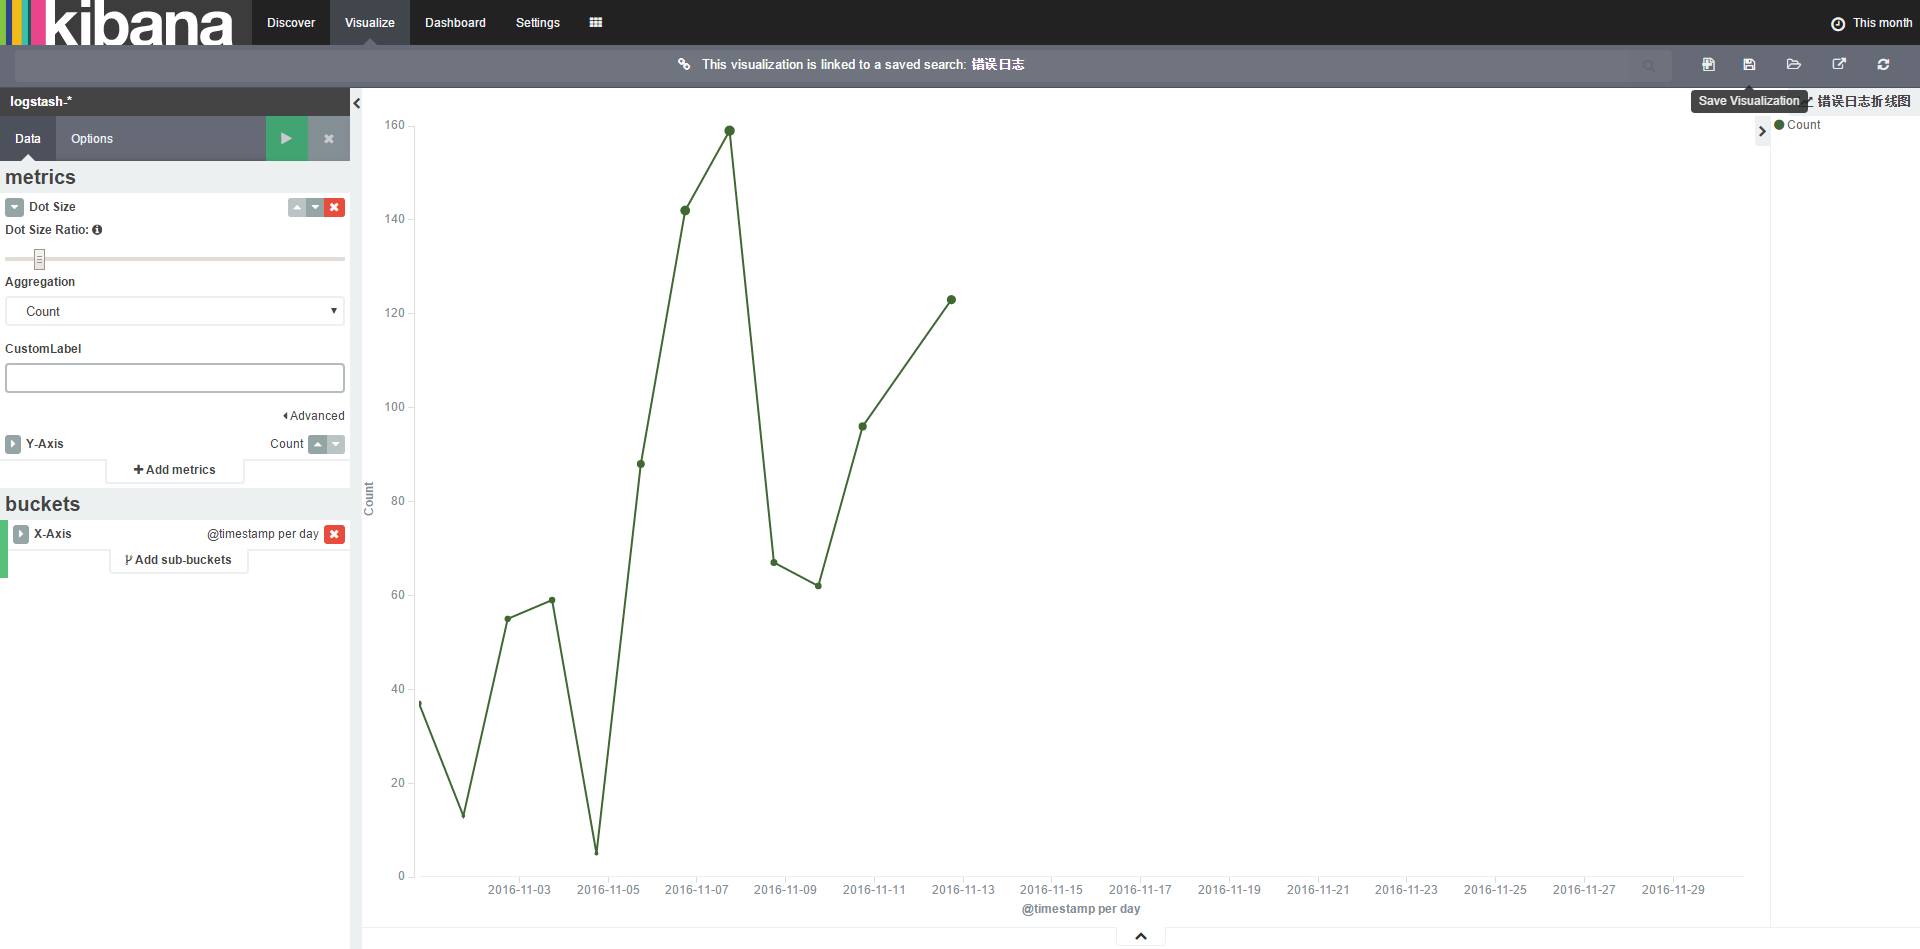 kibana
Discover
Visualize
Dashboard
Settings
This month
This visualization is linked to a saved search: 错误日志
logstash-*
Save Visualization
错误日志折线图
Data
Options
Count
metrics
Dot Size
Dot Size Ratio:
Aggregation
Count
CustomLabel
Advanced
Y-Axis
Count
Add metrics
buckets
X-Axis
@timestamp per day
Add sub-buckets
160
140
120
100
80
60
40
20
0
Count
2016-11-03
2016-11-05
2016-11-07
2016-11-09
2016-11-11
2016-11-13
2016-11-15
2016-11-17
2016-11-19
2016-11-21
2016-11-23
2016-11-25
2016-11-27
2016-11-29
@timestamp per day